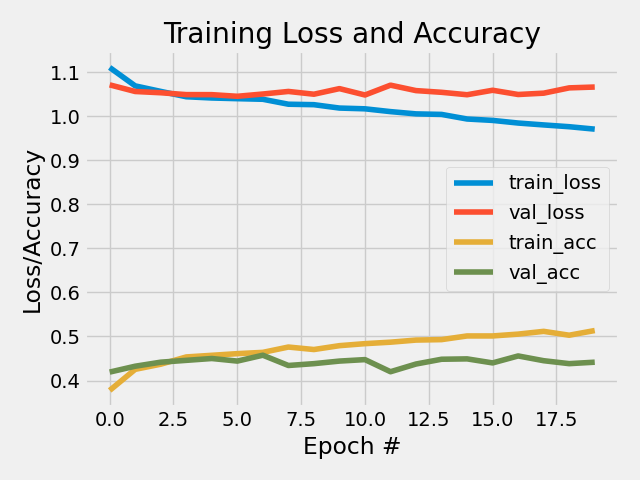 Training Loss and Accuracy
Loss/Accuracy
1.1
1.0
0.9
0.8
0.7
0.6
0.5
0.4
train_loss
val_loss
train_acc
val_acc
0.0 2.5 5.0 7.5 10.0 12.5 15.0 17.5
Epoch #